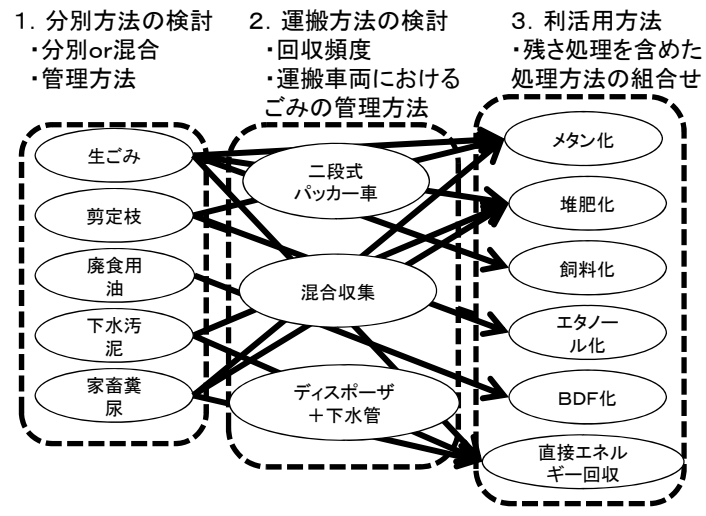 1．分別方法の検討
・分別or混合
・管理方法
2．運搬方法の検討
・回収頻度
・運搬車両における
ごみの管理方法
3．利活用方法
・残さ処理を含めた
処理方法の組合せ
生ごみ
剪定枝
廃食用
油
下水汚
泥
家畜糞
尿
二段式
パッカー車
混合収集
ディスポーザ
＋下水管
メタン化
堆肥化
飼料化
エタノー
ル化
BDF化
直接エネル
ギー回収